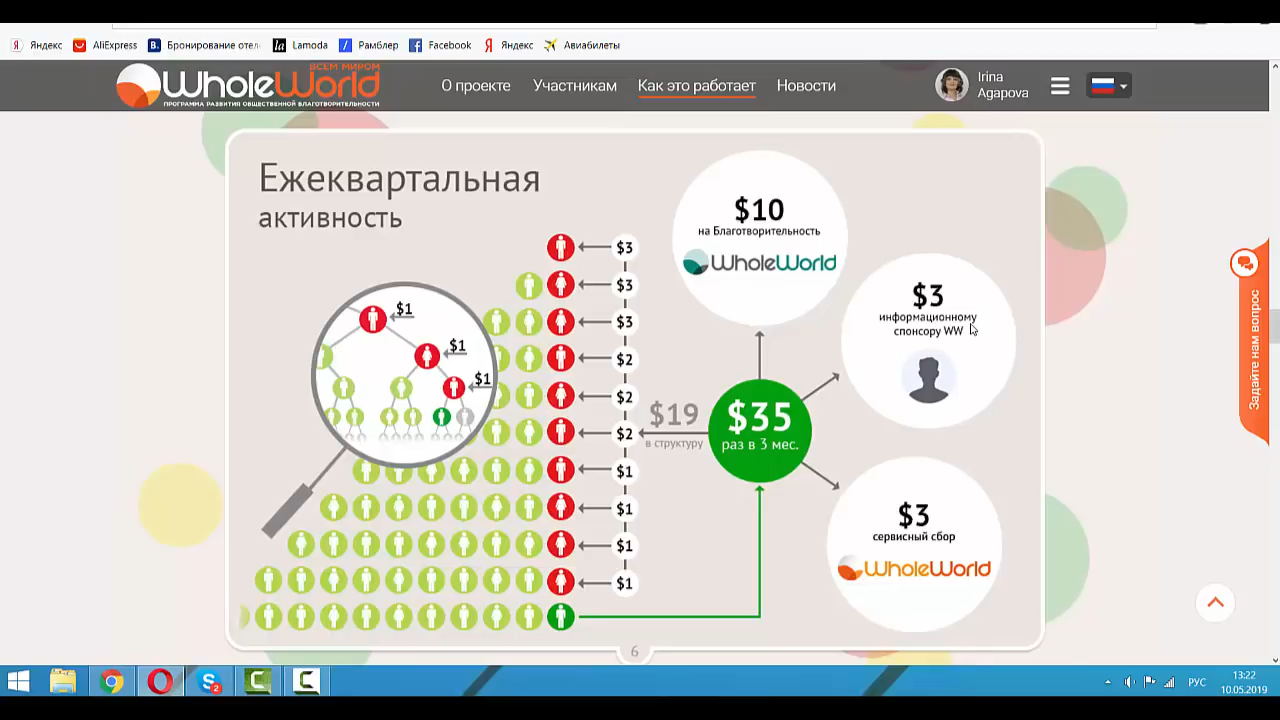 Яндекс
AliExpress
Бронирование отел
Lamoda
Рамблер
Facebook
Яндекс
Авиабилеты
ВСЕМ МИРОМ
WholeWorld
ПРОГРАММА РАЗВИТИЯ ОБЩЕСТВЕННОЙ БЛАГОТВОРИТЕЛЬНОСТИ
О проекте
Участникам
Как это работает
Новости
Irina
Agapova
Ежеквартальная
активность
$1
$1
$1
$3
$3
$3
$2
$2
$2
$1
$1
$1
$1
$19
в структуру
$35
раз в 3 мес.
$10
на Благотворительность
WholeWorld
$3
информационному
спонсору WW
$3
сервисный сбор
WholeWorld
6
Задайте нам вопрос
2
РУС
13:22
10.05.2019